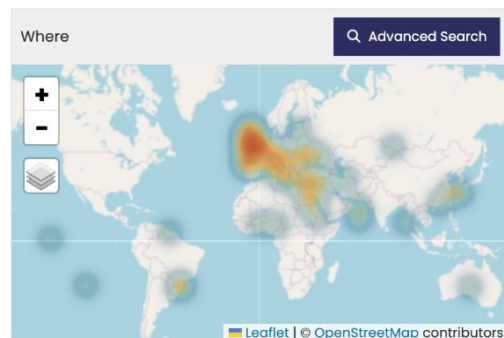 Where
Advanced Search
+
-
Leaflet | © OpenStreetMap contributors